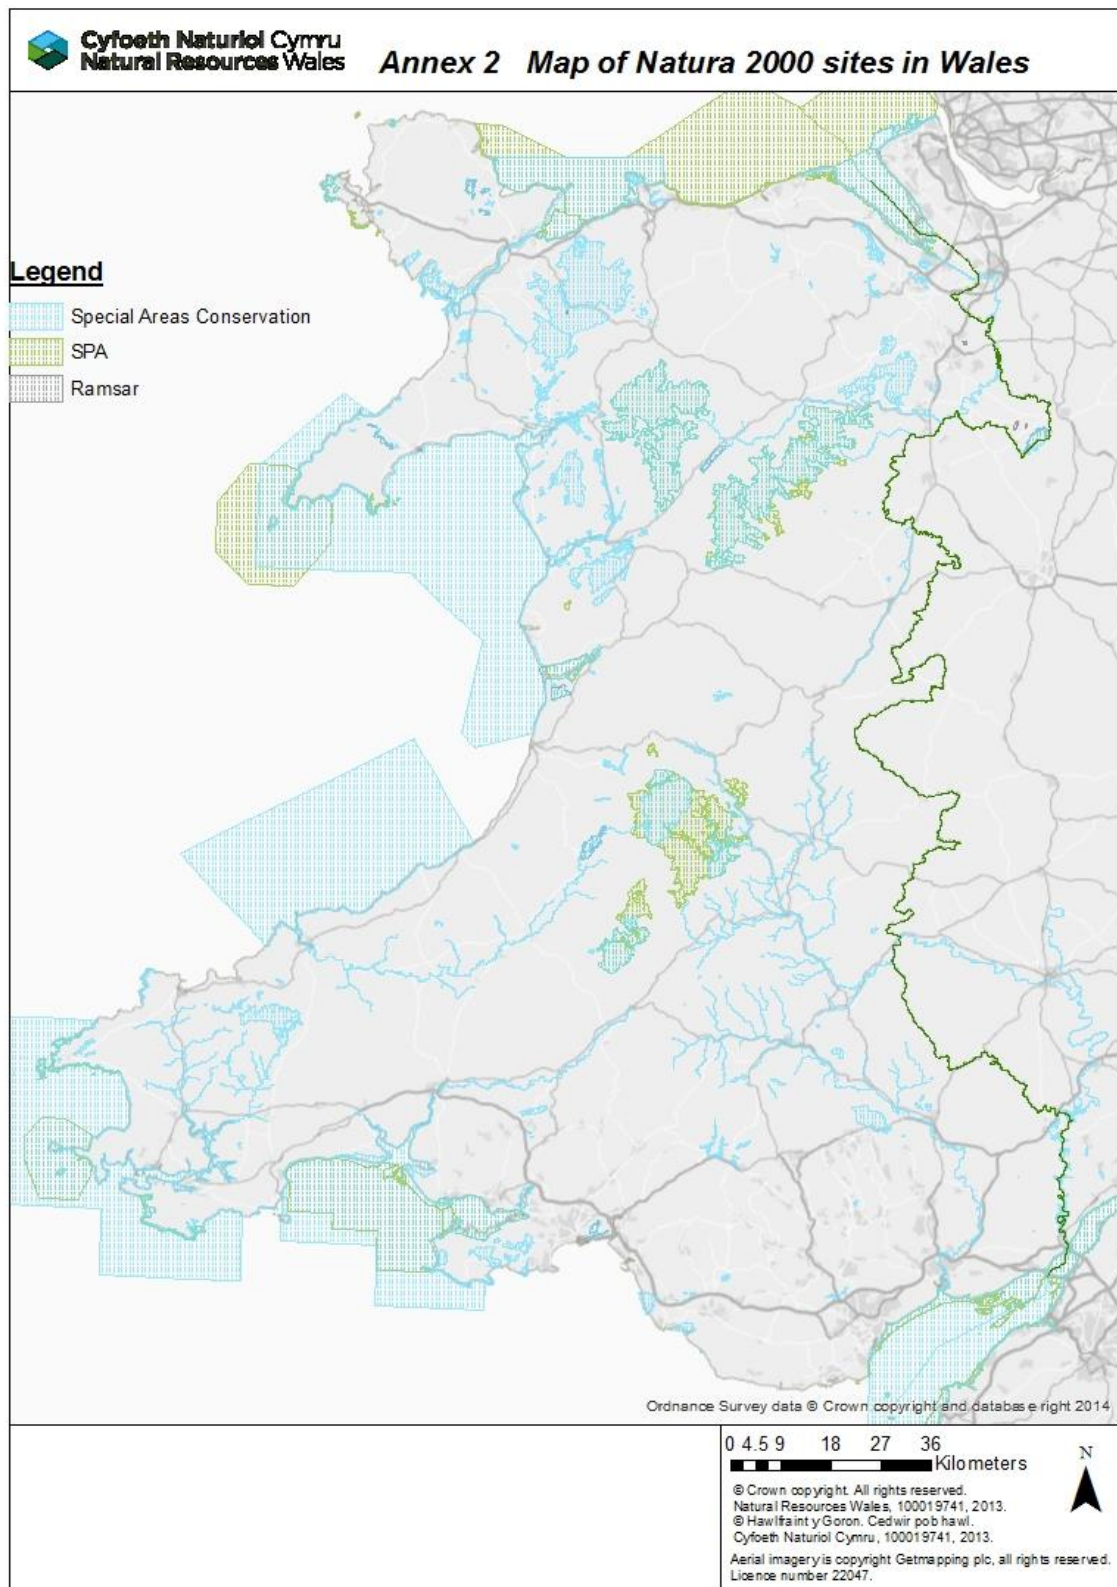 Cyfoeth Naturiol Cymru
Natural Resources Wales
Annex 2 Map of Natura 2000 sites in Wales
Legend
Special Areas Conservation
SPA
Ramsar
Ordnance Survey data © Crown copyright and database right 2014
0 4.5 9 18 27 36
Kilometers
N
© Crown copyright. All rights reserved.
Natural Resources Wales, 100019741, 2013.
© Hawlfraint y Goron. Cedwir pob hawl.
Cyfoeth Naturiol Cymru, 100019741, 2013.
Aerial imagery is copyright Getmapping plc, all rights reserved.
Licence number 22047.